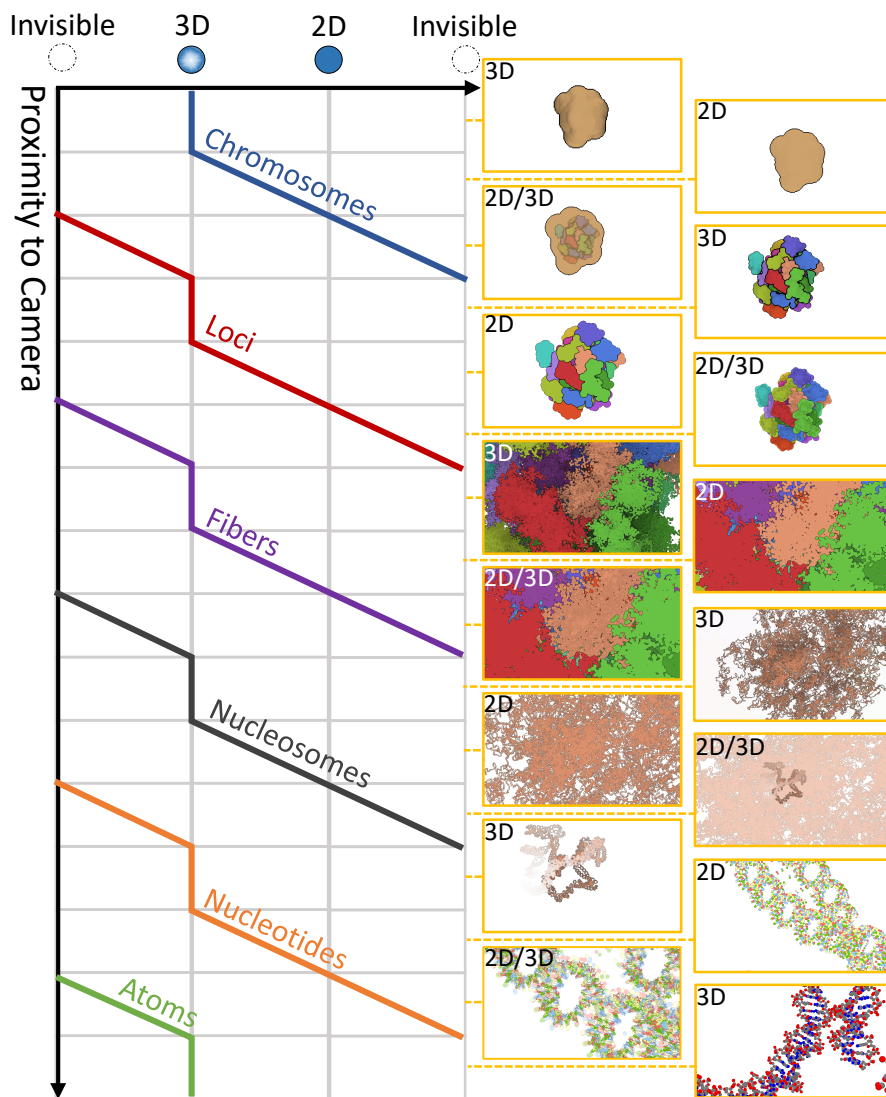 Invisible
3D
2D
Invisible
Proximity to Camera
Chromosomes
Loci
Fibers
Nucleosomes
Nucleotides
Atoms
3D
2D
2D/3D
3D
2D
2D/3D
3D
2D
2D/3D
3D
2D
2D/3D
3D
2D
2D/3D
3D